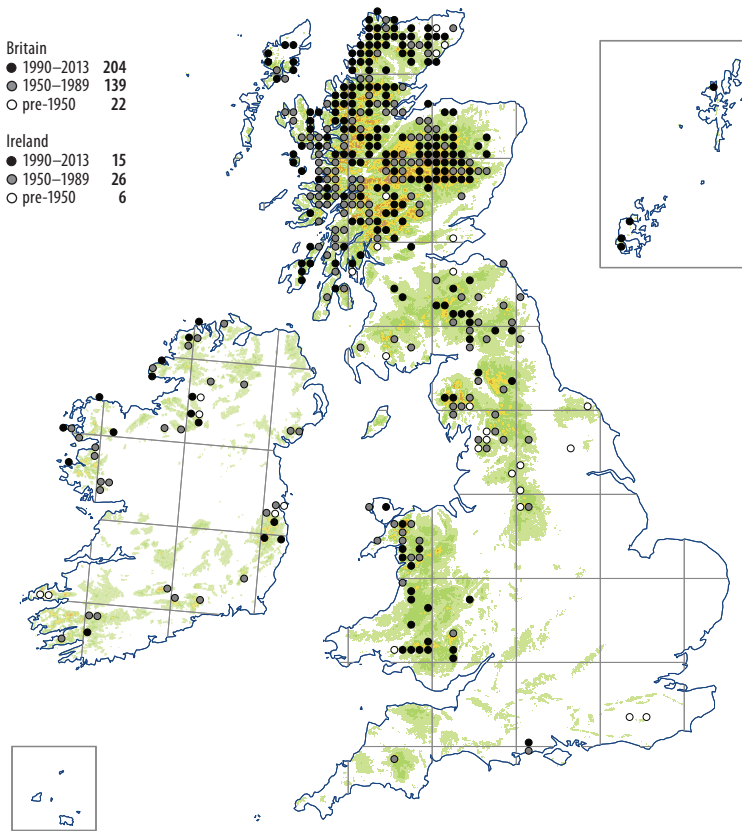 Britain
● 1990–2013 204
● 1950–1989 139
○ pre-1950 22
Ireland
● 1990–2013 15
● 1950–1989 26
○ pre-1950 6